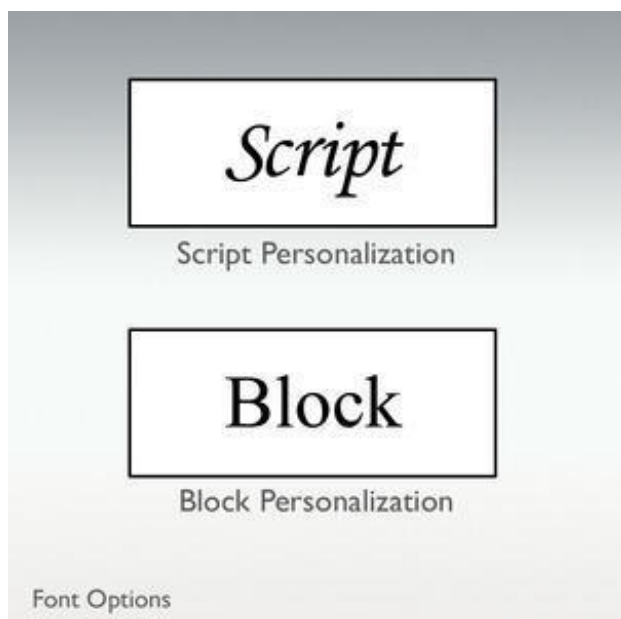 Script
Script Personalization
Block
Block Personalization
Font Options